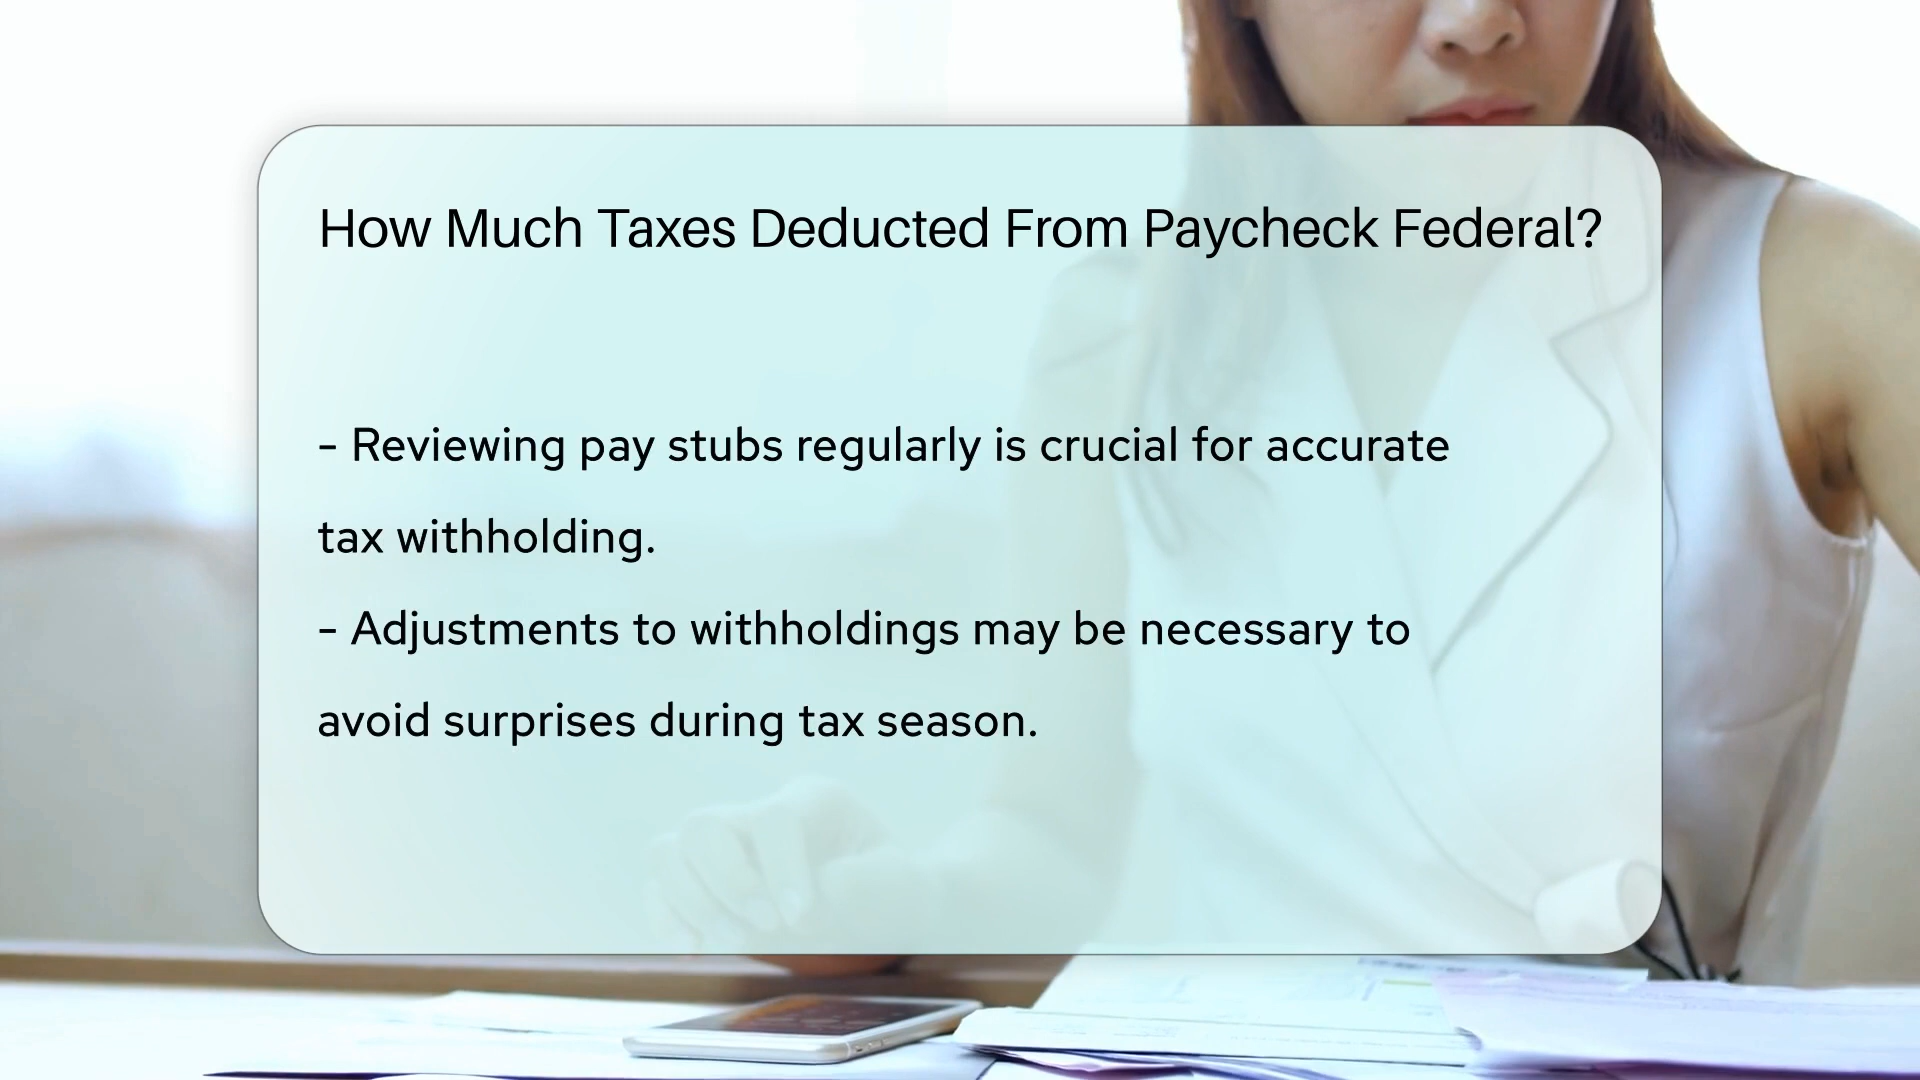 How Much Taxes Deducted From Paycheck Federal?
- Reviewing pay stubs regularly is crucial for accurate
tax withholding.
- Adjustments to withholdings may be necessary to
avoid surprises during tax season.